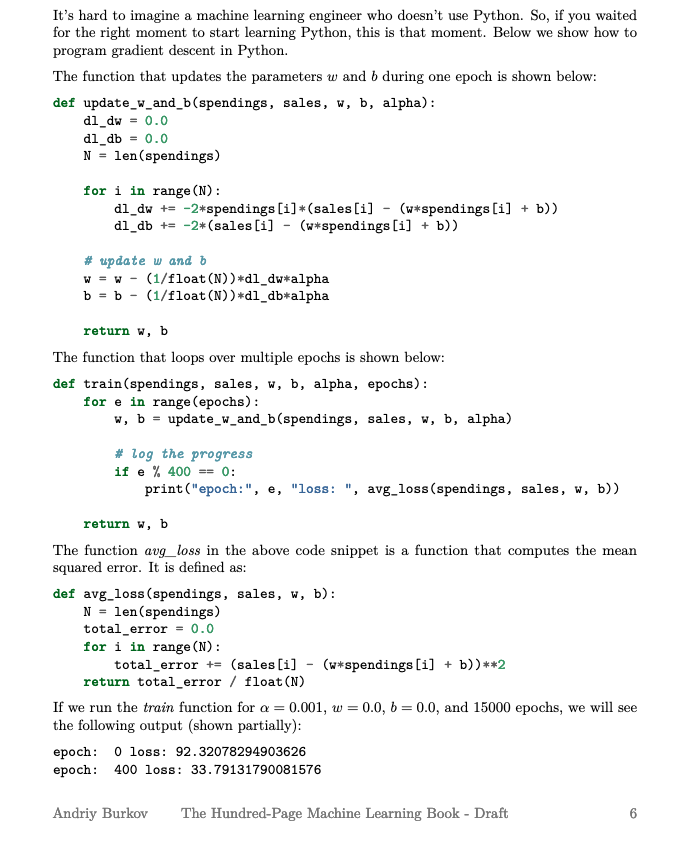 It's hard to imagine a machine learning engineer who doesn't use Python. So, if you waited
for the right moment to start learning Python, this is that moment. Below we show how to
program gradient descent in Python.
The function that updates the parameters w and b during one epoch is shown below:
def update_w_and_b(spendings, sales, w, b, alpha):
    dl_dw = 0.0
    dl_db = 0.0
    N = len(spendings)

    for i in range(N):
        dl_dw += -2*spendings[i]*(sales[i] - (w*spendings[i] + b))
        dl_db += -2*(sales[i] - (w*spendings[i] + b))

    # update w and b
    w = w - (1/float(N))*dl_dw*alpha
    b = b - (1/float(N))*dl_db*alpha

    return w, b
The function that loops over multiple epochs is shown below:
def train(spendings, sales, w, b, alpha, epochs):
    for e in range(epochs):
        w, b = update_w_and_b(spendings, sales, w, b, alpha)

        # log the progress
        if e % 400 == 0:
            print("epoch:", e, "loss: ", avg_loss(spendings, sales, w, b))

    return w, b
The function avg_loss in the above code snippet is a function that computes the mean
squared error. It is defined as:
def avg_loss(spendings, sales, w, b):
    N = len(spendings)
    total_error = 0.0
    for i in range(N):
        total_error += (sales[i] - (w*spendings[i] + b))**2
    return total_error / float(N)
If we run the train function for α = 0.001, w = 0.0, b = 0.0, and 15000 epochs, we will see
the following output (shown partially):
epoch:  0 loss: 92.32078294903626
epoch:  400 loss: 33.79131790081576
Andriy Burkov The Hundred-Page Machine Learning Book - Draft 6